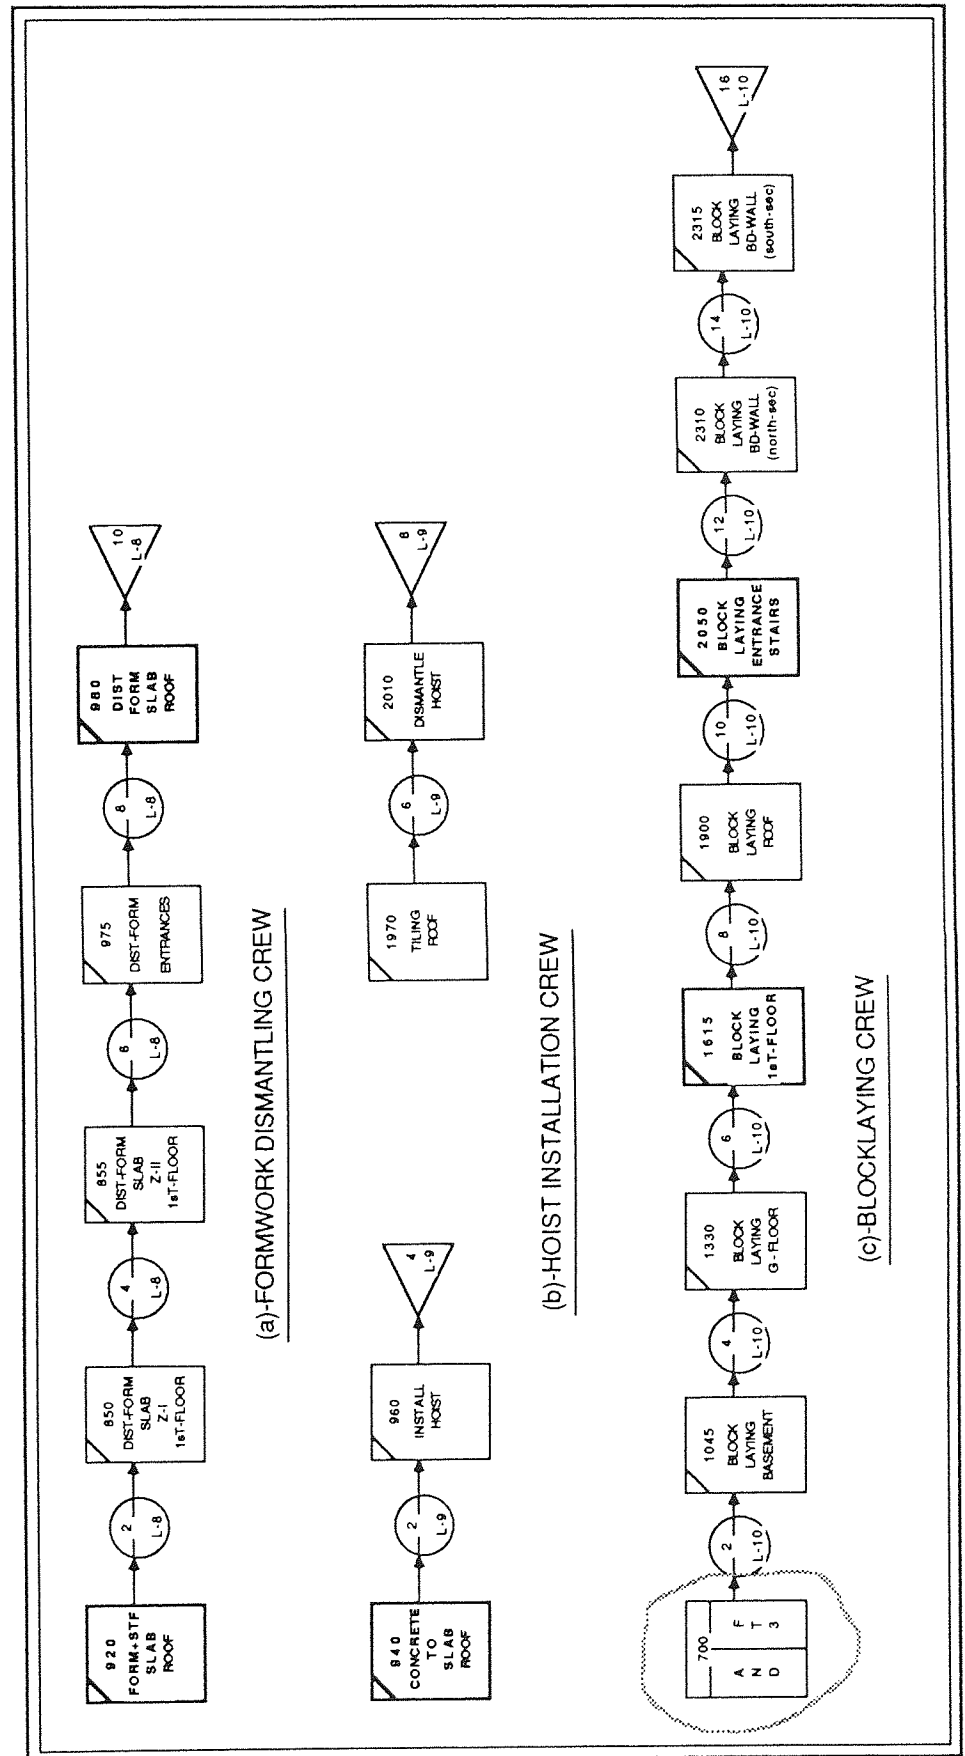 920
FORM+STF
SLAB
ROOF
2
L-8
850
DIST-FORM
SLAB
Z-I
1sT-FLOOR
4
L-8
855
DIST-FORM
SLAB
Z-II
1sT-FLOOR
6
L-8
975
DIST-FORM
ENTRANCES
8
L-8
980
DIST
FORM
SLAB
ROOF
10
L-8
(a)-FORMWORK DISMANTLING CREW
940
CONCRETE
TO
SLAB
ROOF
2
L-9
960
INSTALL
HOIST
4
L-9
1970
TILING
ROOF
6
L-9
2010
DISMANTLE
HOIST
8
L-9
(b)-HOIST INSTALLATION CREW
700
A F
N T
D 3
2
L-10
1045
BLOCK
LAYING
BASEMENT
4
L-10
1330
BLOCK
LAYING
G-FLOOR
6
L-10
1615
BLOCK
LAYING
1sT-FLOOR
8
L-10
1900
BLOCK
LAYING
ROOF
10
L-10
2050
BLOCK
LAYING
ENTRANCE
STAIRS
12
L-10
2310
BLOCK
LAYING
BD-WALL
(north-sec)
14
L-10
2315
BLOCK
LAYING
BD-WALL
(south-sec)
16
L-10
(c)-BLOCKLAYING CREW